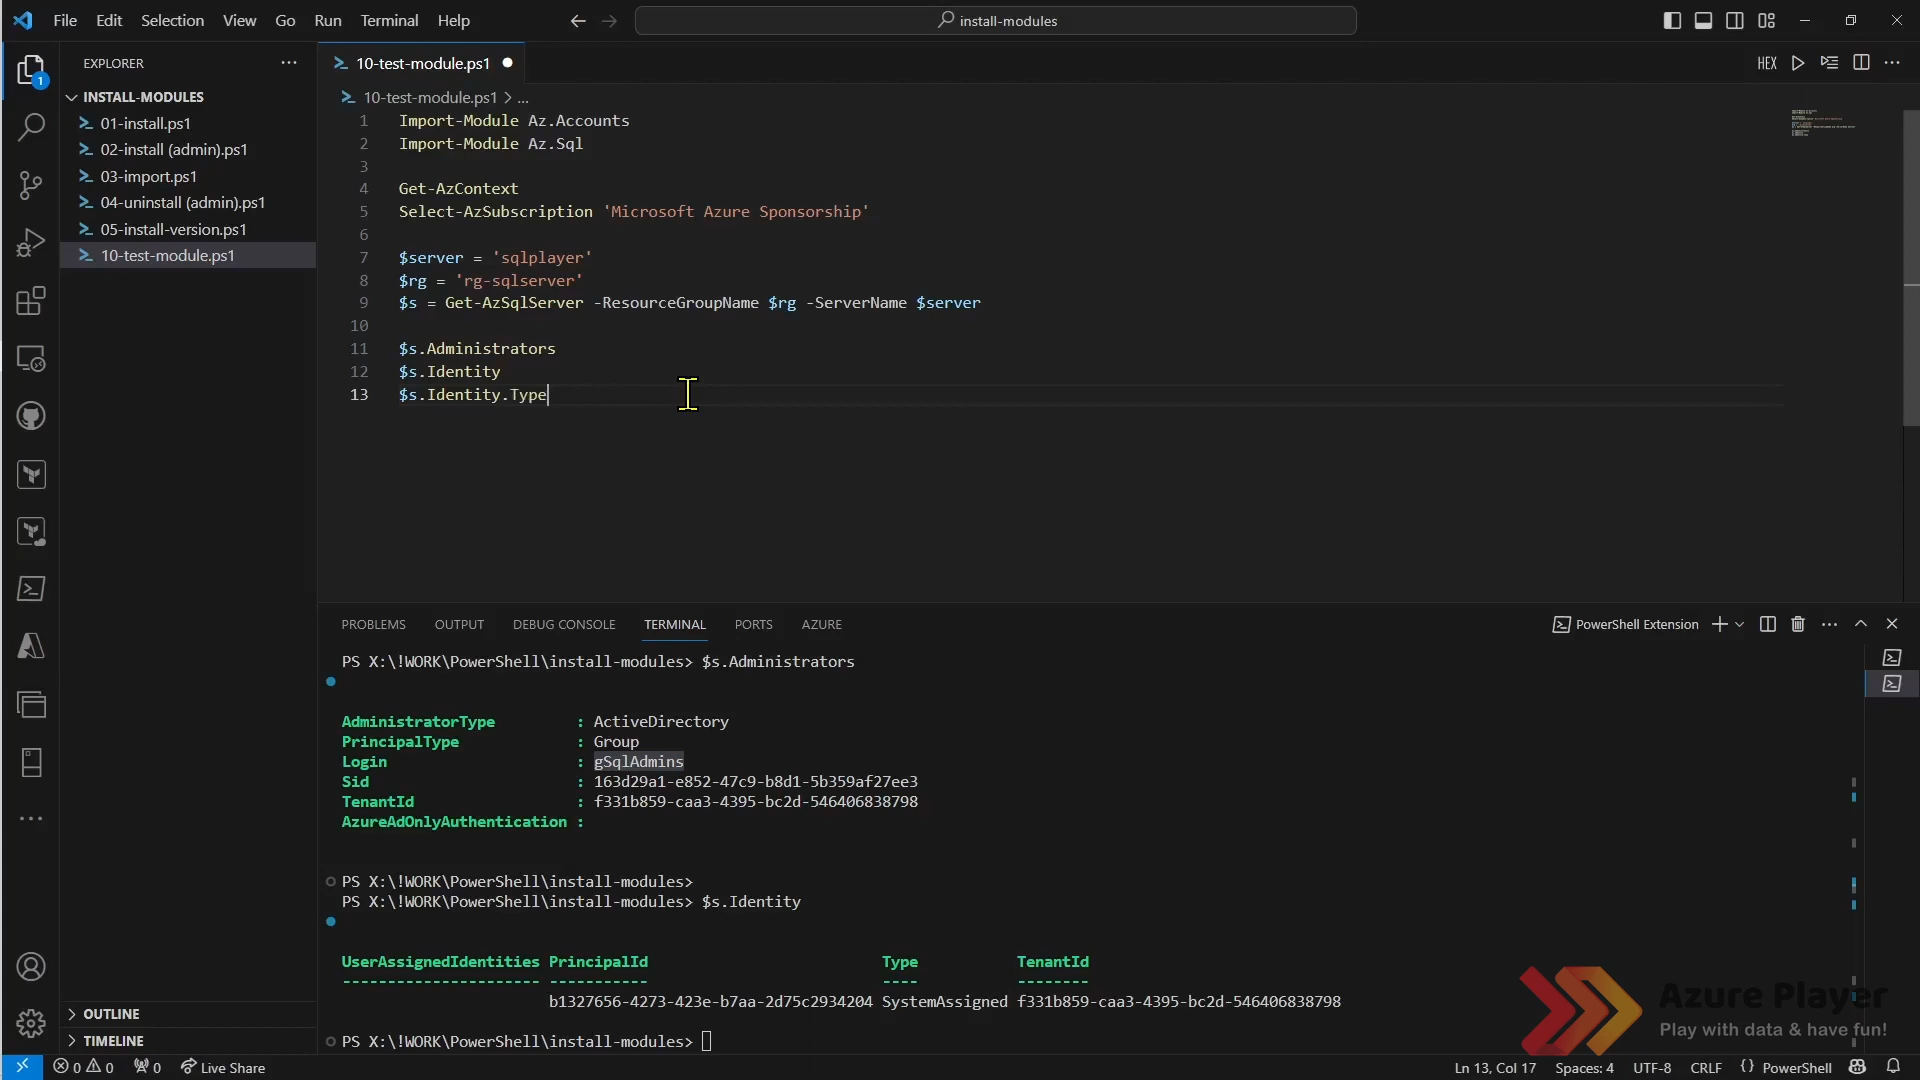 File Edit Selection View Go Run Terminal Help
install-modules
HEX
EXPLORER
INSTALL-MODULES
01-install.ps1
02-install (admin).ps1
03-import.ps1
04-uninstall (admin).ps1
05-install-version.ps1
10-test-module.ps1
OUTLINE
TIMELINE
1
10-test-module.ps1
10-test-module.ps1 > ...
1 Import-Module Az.Accounts
2 Import-Module Az.Sql
3
4 Get-AzContext
5 Select-AzSubscription 'Microsoft Azure Sponsorship'
6
7 $server = 'sqlplayer'
8 $rg = 'rg-sqlserver'
9 $s = Get-AzSqlServer -ResourceGroupName $rg -ServerName $server
10
11 $s.Administrators
12 $s.Identity
13 $s.Identity.Type
PROBLEMS OUTPUT DEBUG CONSOLE TERMINAL PORTS AZURE
PowerShell Extension
PS X:\!WORK\PowerShell\install-modules> $s.Administrators
AdministratorType : ActiveDirectory
PrincipalType : Group
Login : gSqlAdmins
Sid : 163d29a1-e852-47c9-b8d1-5b359af27ee3
TenantId : f331b859-caa3-4395-bc2d-546406838798
AzureAdOnlyAuthentication :
PS X:\!WORK\PowerShell\install-modules>
PS X:\!WORK\PowerShell\install-modules> $s.Identity
UserAssignedIdentities PrincipalId Type TenantId
---------------------- ----------- ---- --------
b1327656-4273-423e-b7aa-2d75c2934204 SystemAssigned f331b859-caa3-4395-bc2d-546406838798
PS X:\!WORK\PowerShell\install-modules>
Azure Player
Play with data & have fun!
0 0 0 Live Share
Ln 13, Col 17 Spaces: 4 UTF-8 CRLF {} PowerShell